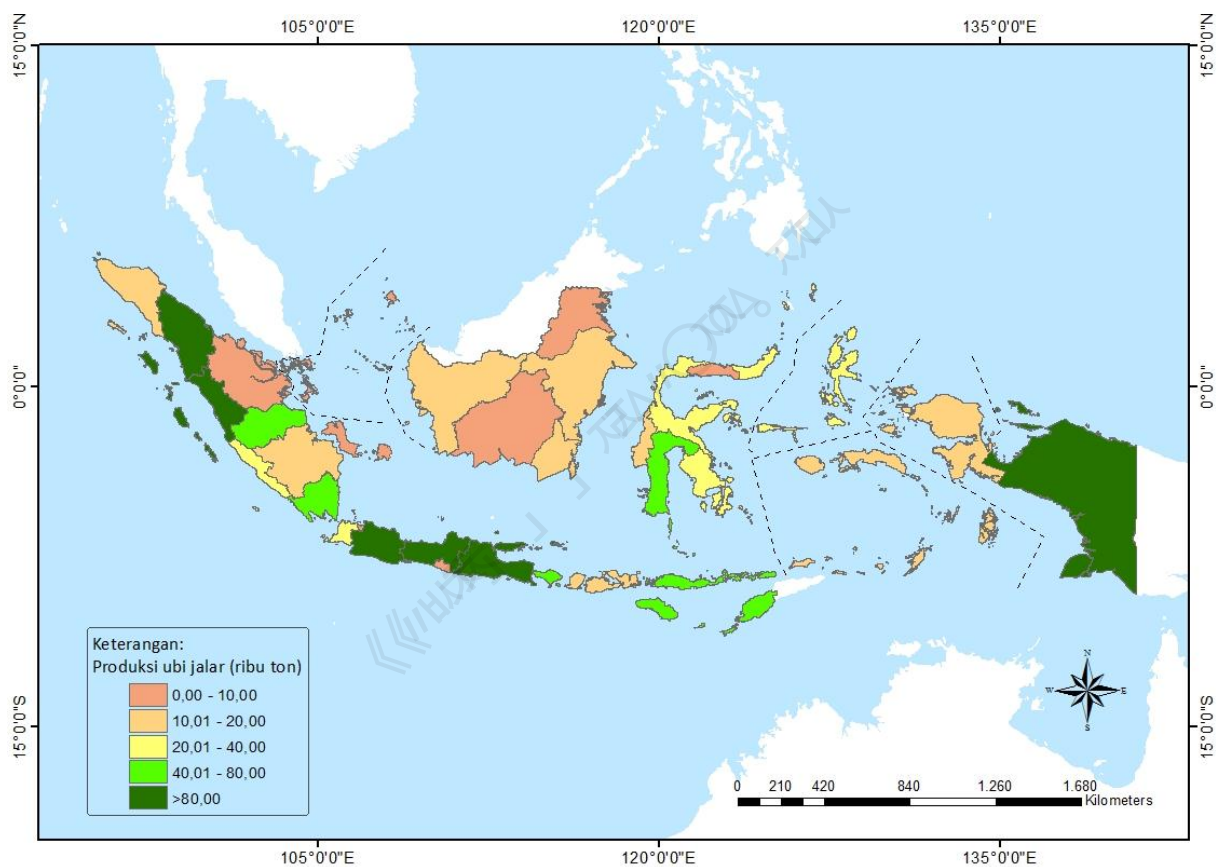 105°0'0"E 120°0'0"E 135°0'0"E
15°0'0"N 15°0'0"N
0°0'0" 0°0'0"
15°0'0"S 15°0'0"S
Keterangan:
Produksi ubi jalar (ribu ton)
0,00 - 10,00
10,01 - 20,00
20,01 - 40,00
40,01 - 80,00
>80,00
N
W E
S
0 210 420 840 1.260 1.680
Kilometers
105°0'0"E 120°0'0"E 135°0'0"E